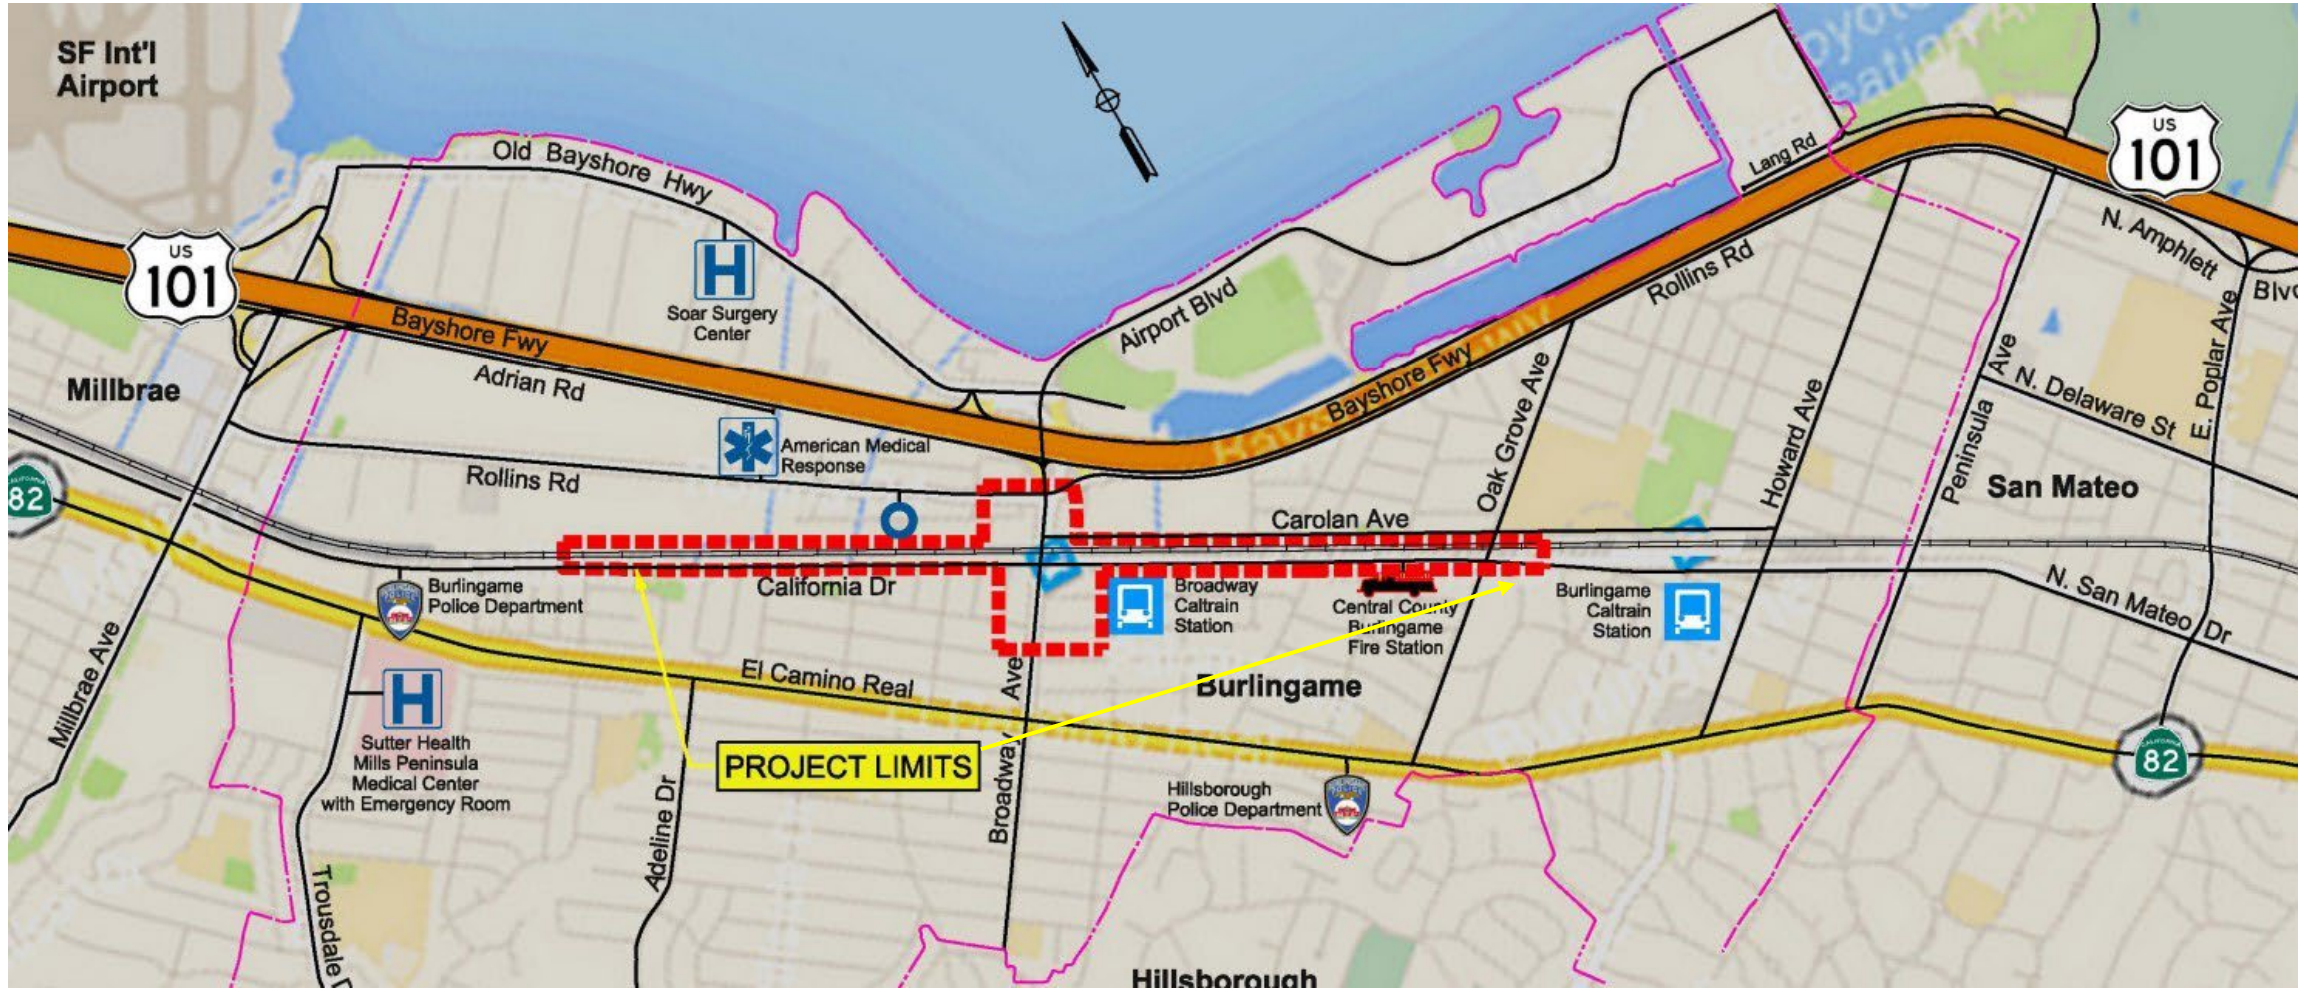 SF Int'l
Airport
US
101
Old Bayshore Hwy
Soar Surgery
Center
Bayshore Fwy
Adrian Rd
Millbrae
American Medical
Response
Rollins Rd
CALIFORNIA
82
Airport Blvd
Lang Rd
US
101
N. Amphlett
Blvd
Rollins Rd
Bayshore Fwy
Oak Grove Ave
Howard Ave
Peninsula Ave
N. Delaware St
E. Poplar Ave
San Mateo
Carolan Ave
California Dr
Burlingame
Police Department
Broadway
Caltrain
Station
Central County
Burlingame
Fire Station
Burlingame
Caltrain
Station
N. San Mateo Dr
Millbrae Ave
H
H
Sutter Health
Mills Peninsula
Medical Center
with Emergency Room
El Camino Real
Burlingame
PROJECT LIMITS
Broadway Ave
Adeline Dr
Trousdale D
Hillsborough
Police Department
CALIFORNIA
82
Hillsborough